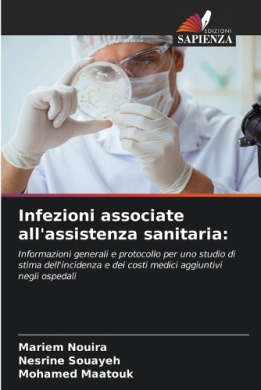 EDIZIONI
SAPIENZA
Infezioni associate
all'assistenza sanitaria:
Informazioni generali e protocollo per uno studio di
stima dell'incidenza e dei costi medici aggiuntivi
negli ospedali
Mariem Nouira
Nesrine Souayeh
Mohamed Maatouk